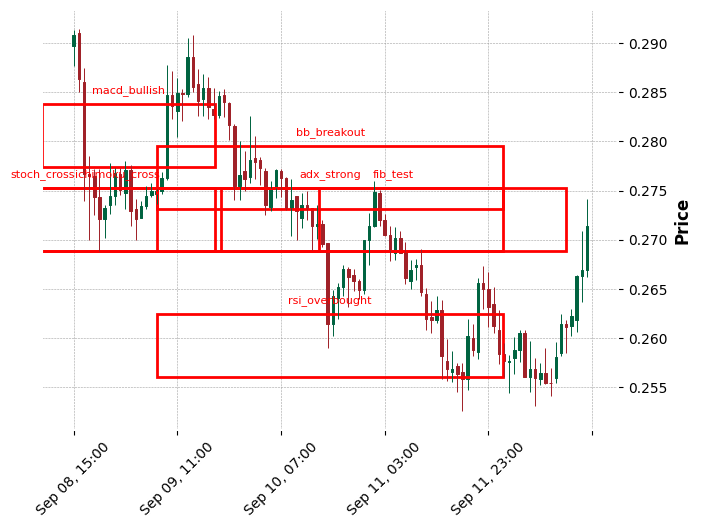 0.290
macd_bullish
0.285
bb_breakout
0.280
adx_strong
fib_test
0.275
0.270
Price
0.265
rsi_overbought
0.260
0.255
Sep 08, 15:00
Sep 09, 11:00
Sep 10, 07:00
Sep 11, 03:00
Sep 11, 23:00